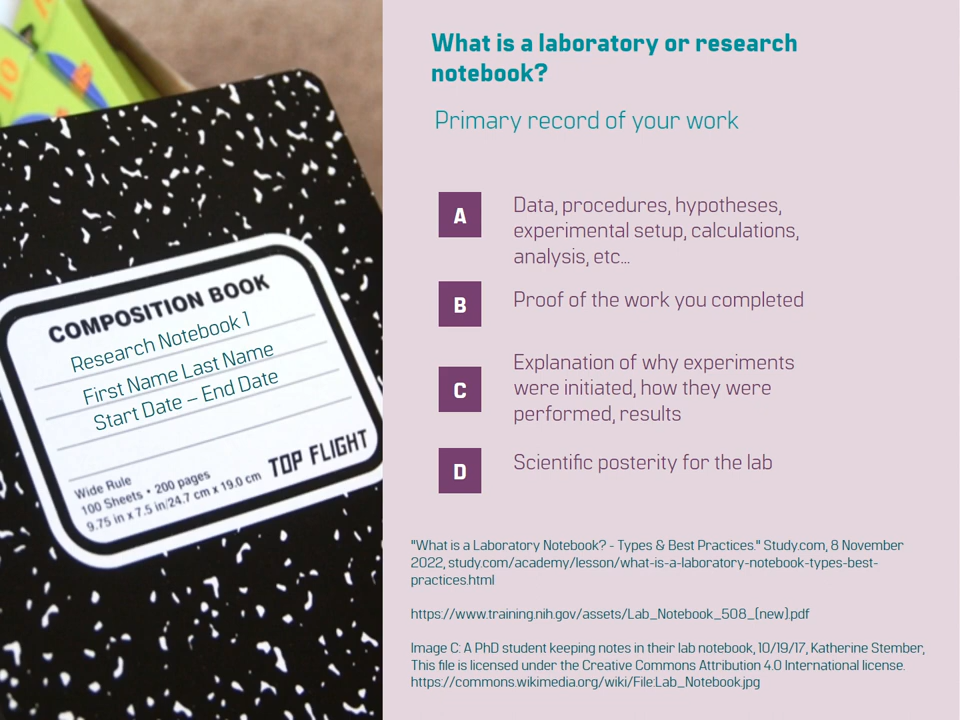 What is a laboratory or research
notebook?
Primary record of your work
A
Data, procedures, hypotheses,
experimental setup, calculations,
analysis, etc...
B
Proof of the work you completed
C
Explanation of why experiments
were initiated, how they were
performed, results
D
Scientific posterity for the lab
"What is a Laboratory Notebook? - Types & Best Practices." Study.com, 8 November
2022, study.com/academy/lesson/what-is-a-laboratory-notebook-types-best-
practices.html
https://www.training.nih.gov/assets/Lab_Notebook_508_(new).pdf
Image C: A PhD student keeping notes in their lab notebook, 10/19/17, Katherine Stember,
This file is licensed under the Creative Commons Attribution 4.0 International license.
https://commons.wikimedia.org/wiki/File:Lab_Notebook.jpg
10
COMPOSITION BOOK
Research Notebook 1
First Name Last Name
Start Date – End Date
Wide Rule
100 Sheets • 200 pages
9.75 in x 7.5 in/24.7 cm x 19.0 cm
TOP FLIGHT